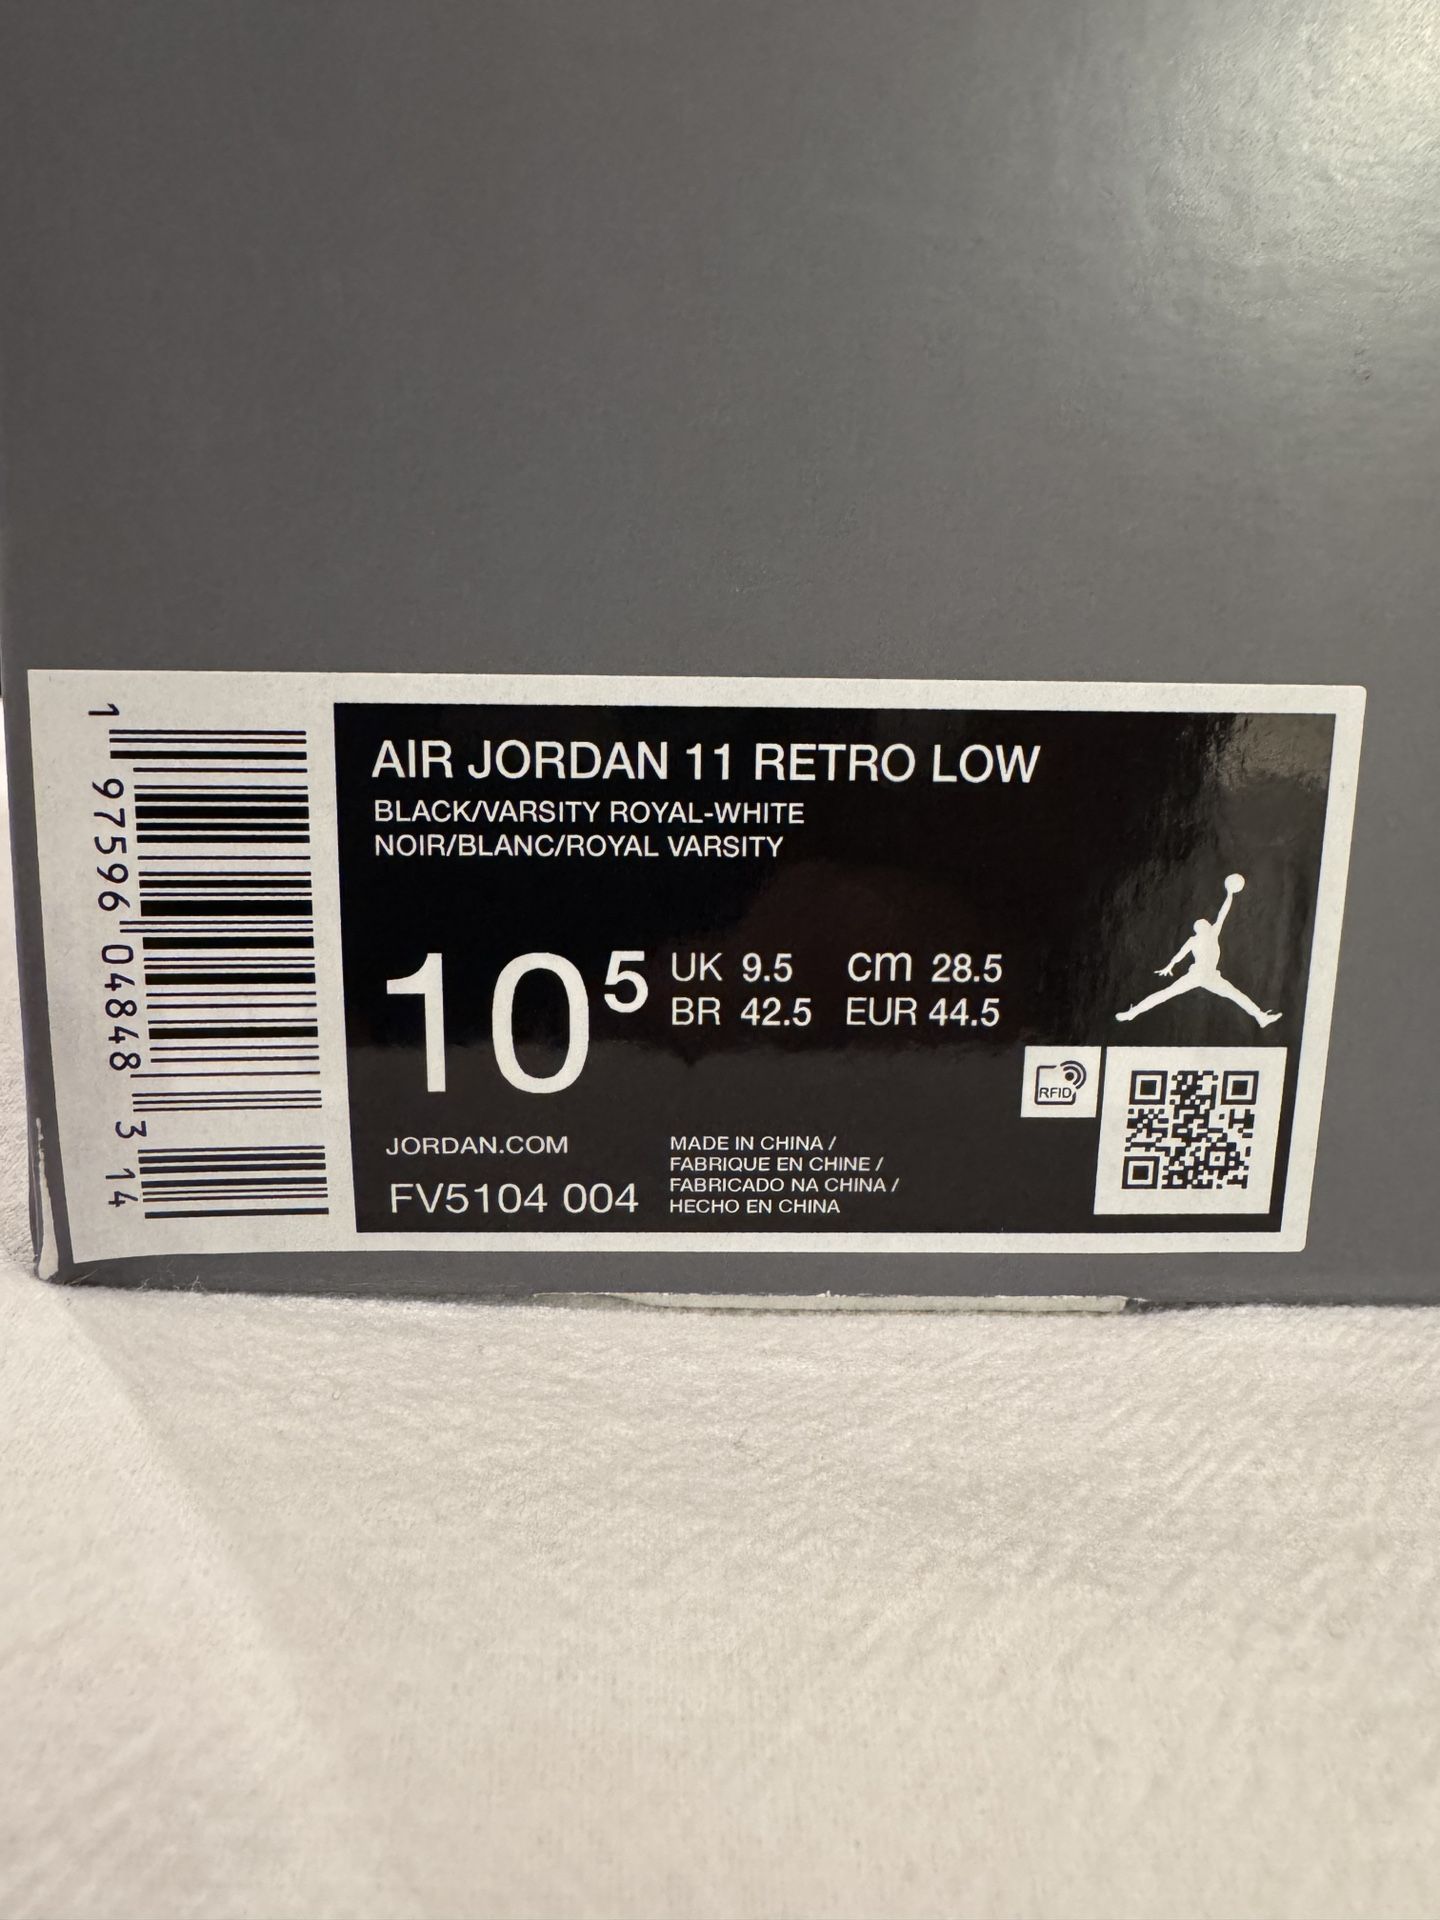 1 97596 04848 3 14
AIR JORDAN 11 RETRO LOW
BLACK/VARSITY ROYAL-WHITE
NOIR/BLANC/ROYAL VARSITY
10⁵
UK 9.5 cm 28.5
BR 42.5 EUR 44.5
RFID
JORDAN.COM
FV5104 004
MADE IN CHINA /
FABRIQUE EN CHINE /
FABRICADO NA CHINA /
HECHO EN CHINA